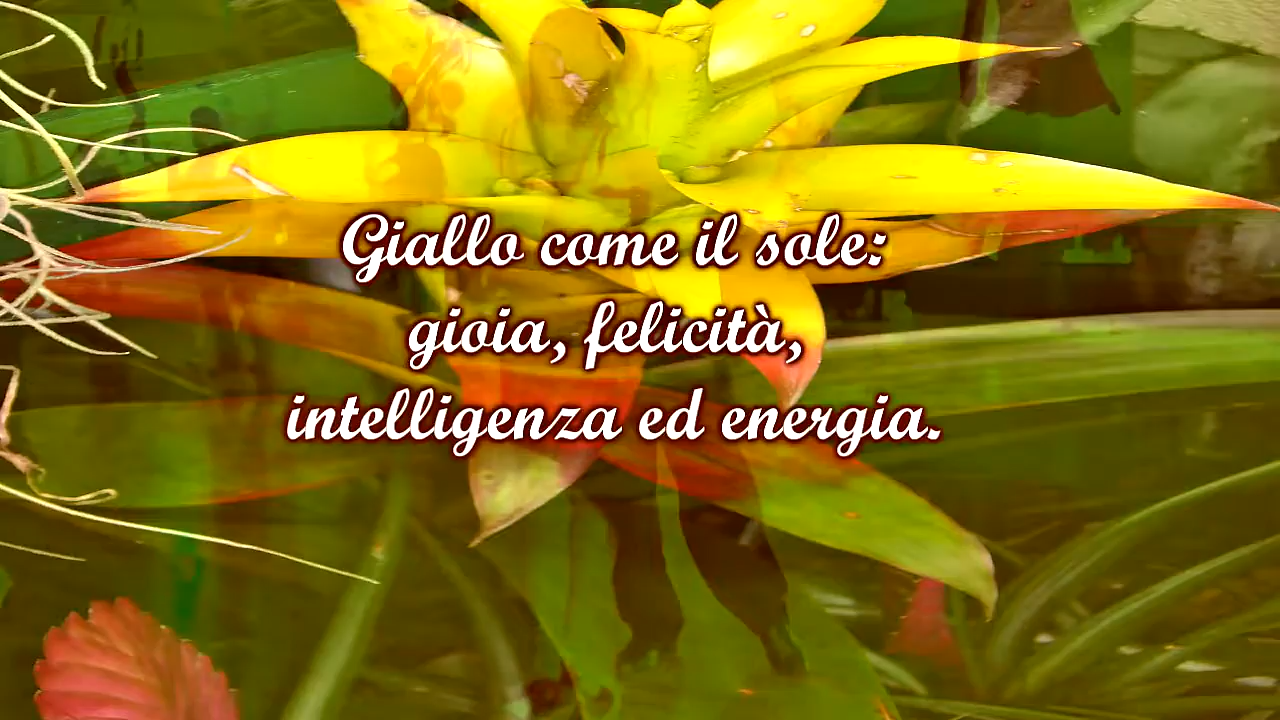 Giallo come il sole:
gioia, felicità,
intelligenza ed energia.